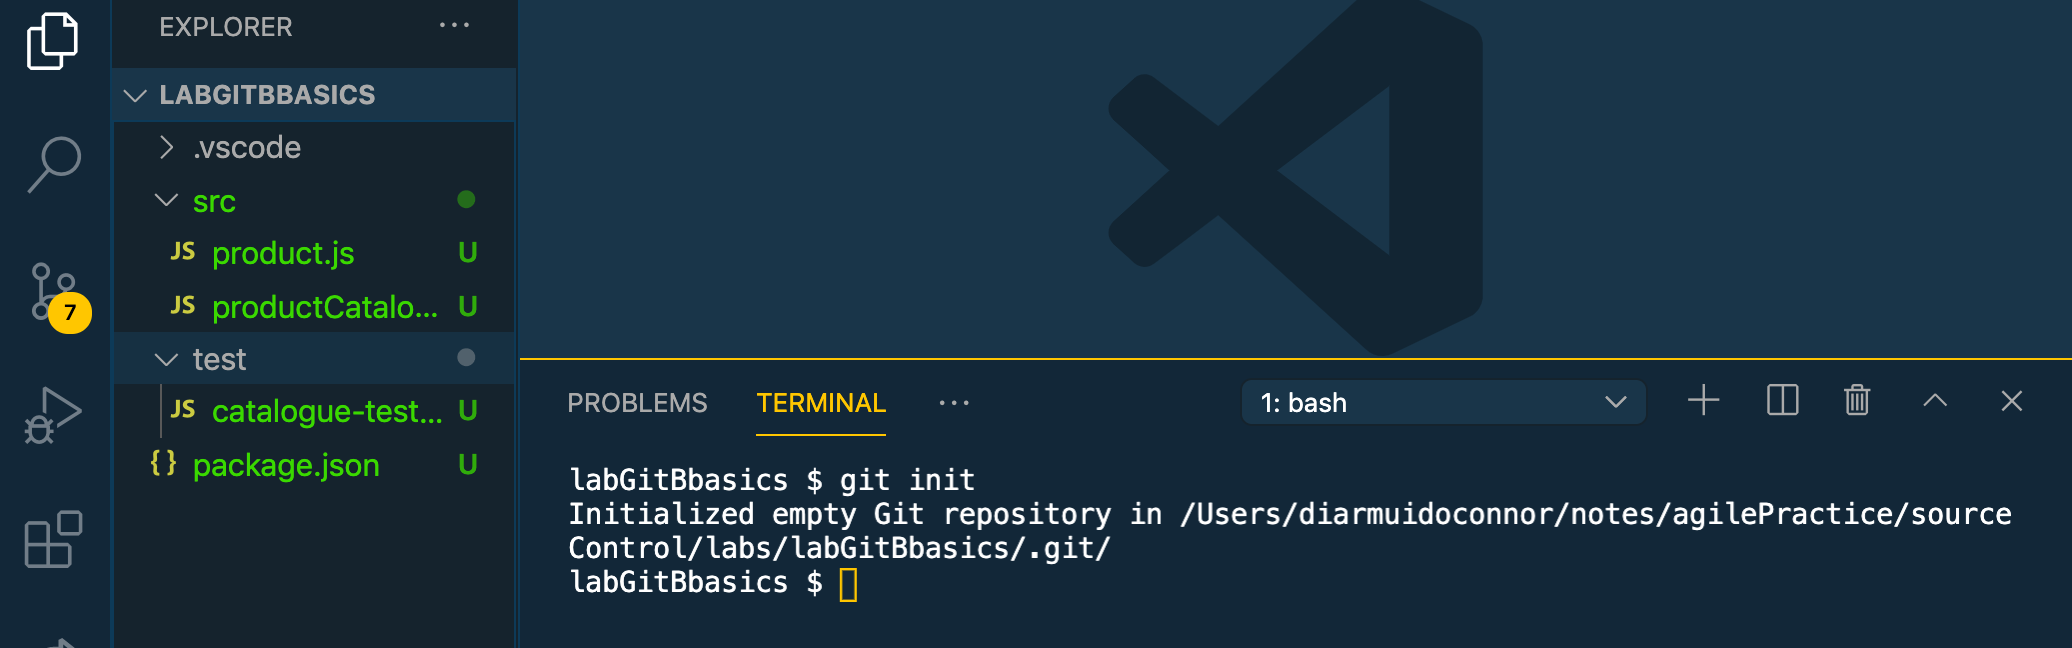 EXPLORER ···
LABGITBBASICS
.vscode
src
JS product.js U
JS productCatalo... U
7
test
JS catalogue-test... U
{} package.json U
PROBLEMS TERMINAL ··· 1: bash
labGitBbasics $ git init
Initialized empty Git repository in /Users/diarmuidoconnor/notes/agilePractice/source
Control/labs/labGitBbasics/.git/
labGitBbasics $